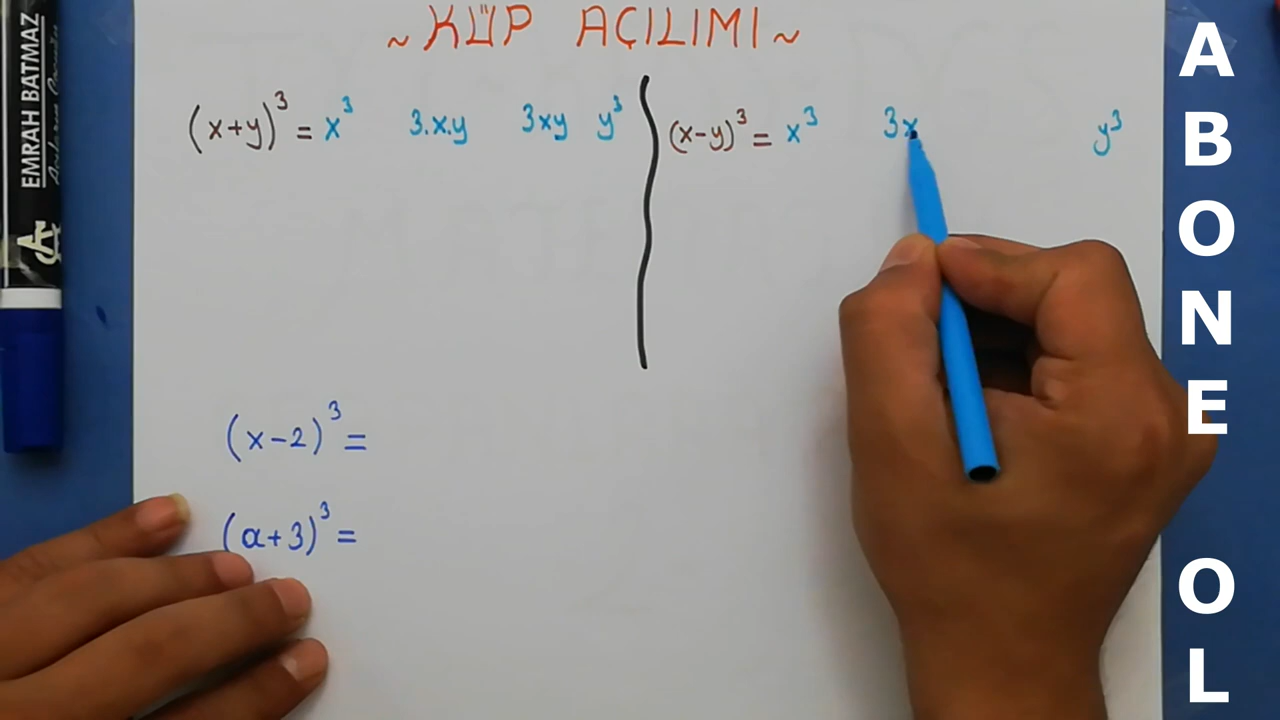 ~ KÜP AÇILIMI ~
(x+y)³ = x³ 3.x.y 3xy y³
(x-y)³ = x³ 3x y³
(x-2)³ =
(a+3)³ =
EMRAH BATMAZ
ABONE OL